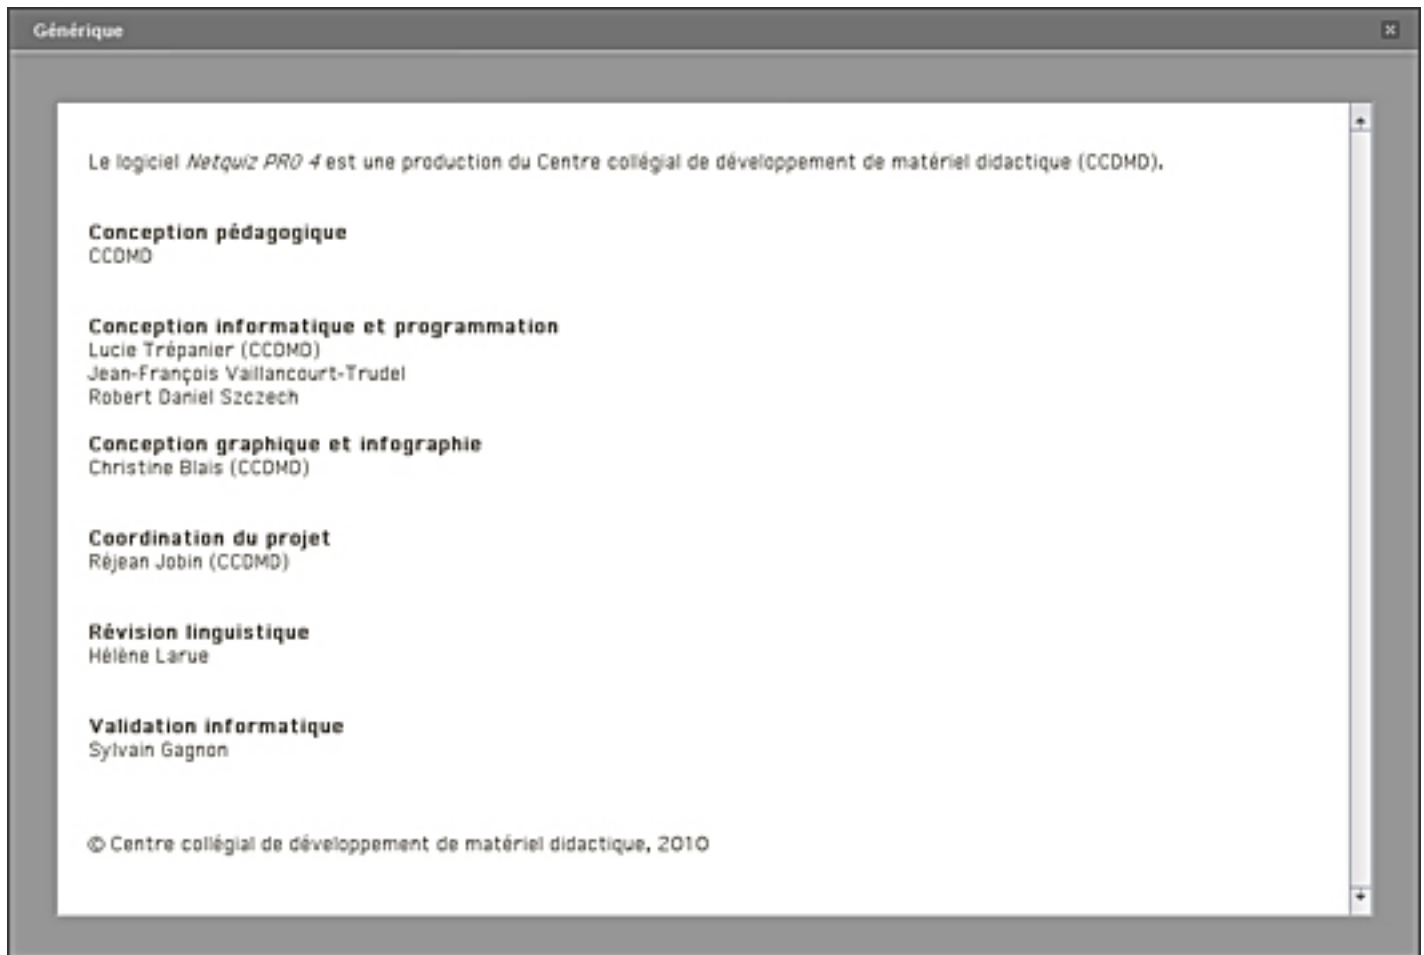 Générique
Le logiciel Netquiz PRO 4 est une production du Centre collégial de développement de matériel didactique (CCDMD).
Conception pédagogique
CCDMD
Conception informatique et programmation
Lucie Trépanier (CCDMD)
Jean-François Vaillancourt-Trudel
Robert Daniel Szczech
Conception graphique et infographie
Christine Blais (CCDMD)
Coordination du projet
Réjean Jobin (CCDMD)
Révision linguistique
Hélène Larue
Validation informatique
Sylvain Gagnon
© Centre collégial de développement de matériel didactique, 2010